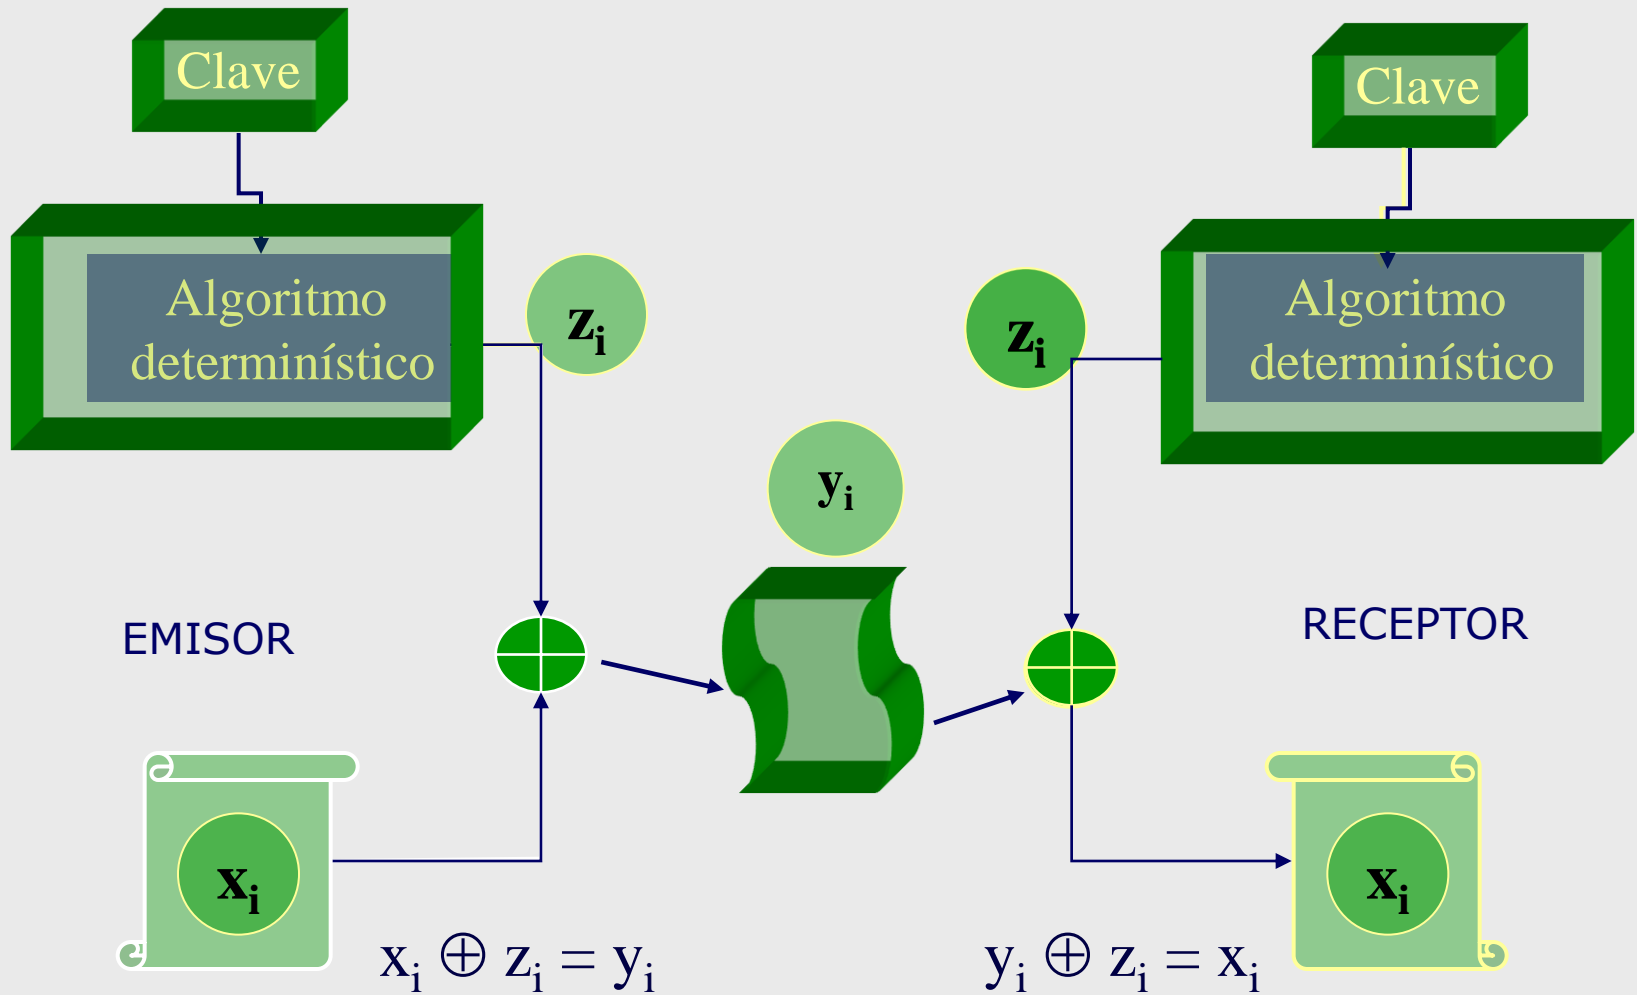 Clave
Clave
Algoritmo
determinístico
zᵢ
zᵢ
Algoritmo
determinístico
yᵢ
EMISOR
RECEPTOR
xᵢ
xᵢ
xᵢ ⊕ zᵢ = yᵢ
yᵢ ⊕ zᵢ = xᵢ